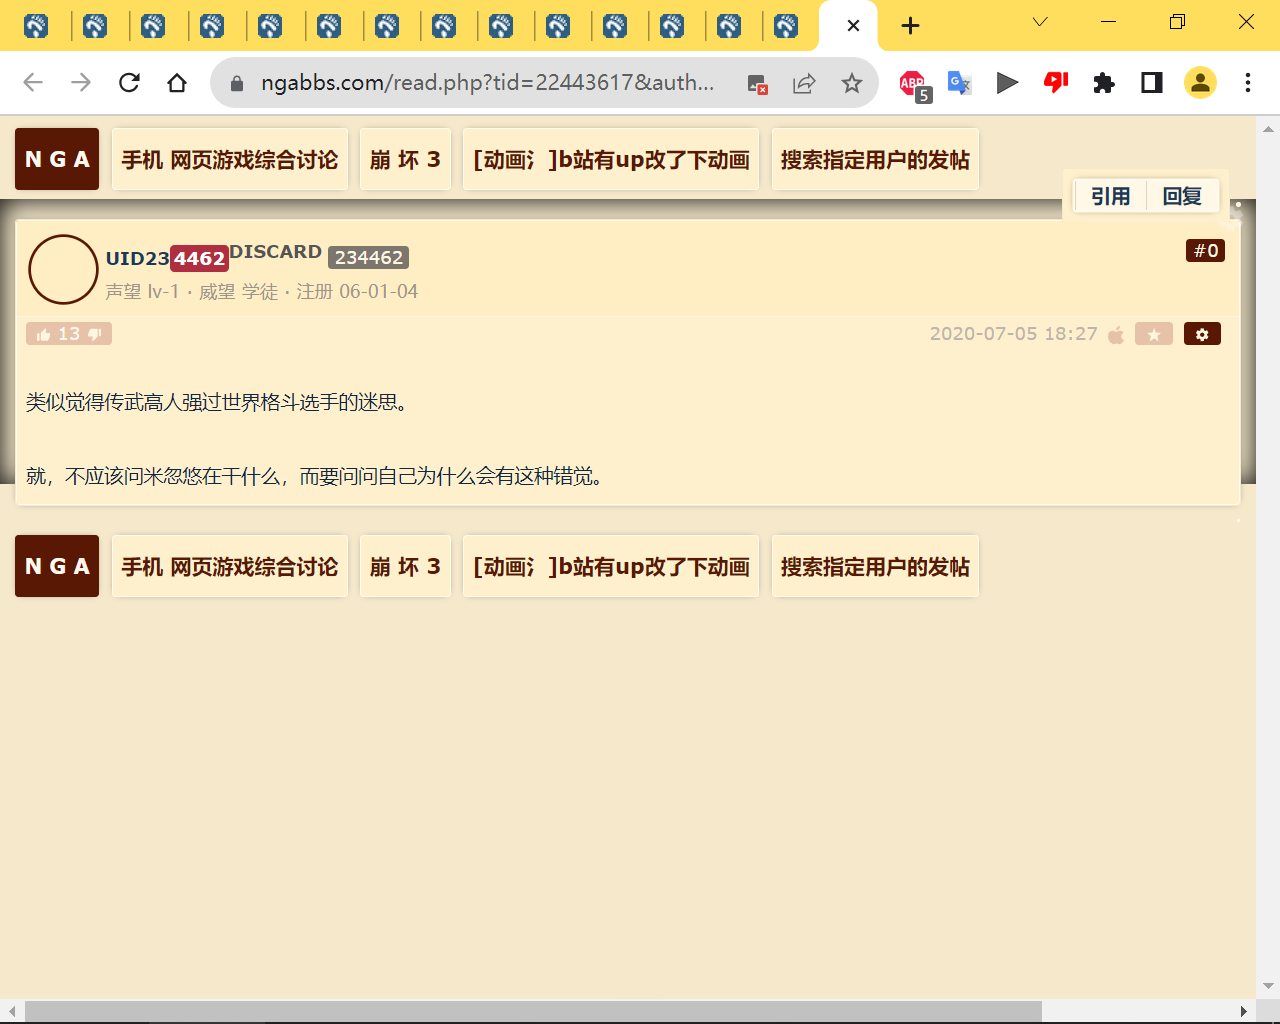 ngabbs.com/read.php?tid=22443617&auth...
ABP 5
N G A 手机 网页游戏综合讨论 崩 坏 3 [动画氵]b站有up改了下动画 搜索指定用户的发帖
引用 回复
UID234462 DISCARD 234462 #0
声望 lv-1 · 威望 学徒 · 注册 06-01-04
13 2020-07-05 18:27
类似觉得传武高人强过世界格斗选手的迷思。
就，不应该问米忽悠在干什么，而要问问自己为什么会有这种错觉。
N G A 手机 网页游戏综合讨论 崩 坏 3 [动画氵]b站有up改了下动画 搜索指定用户的发帖